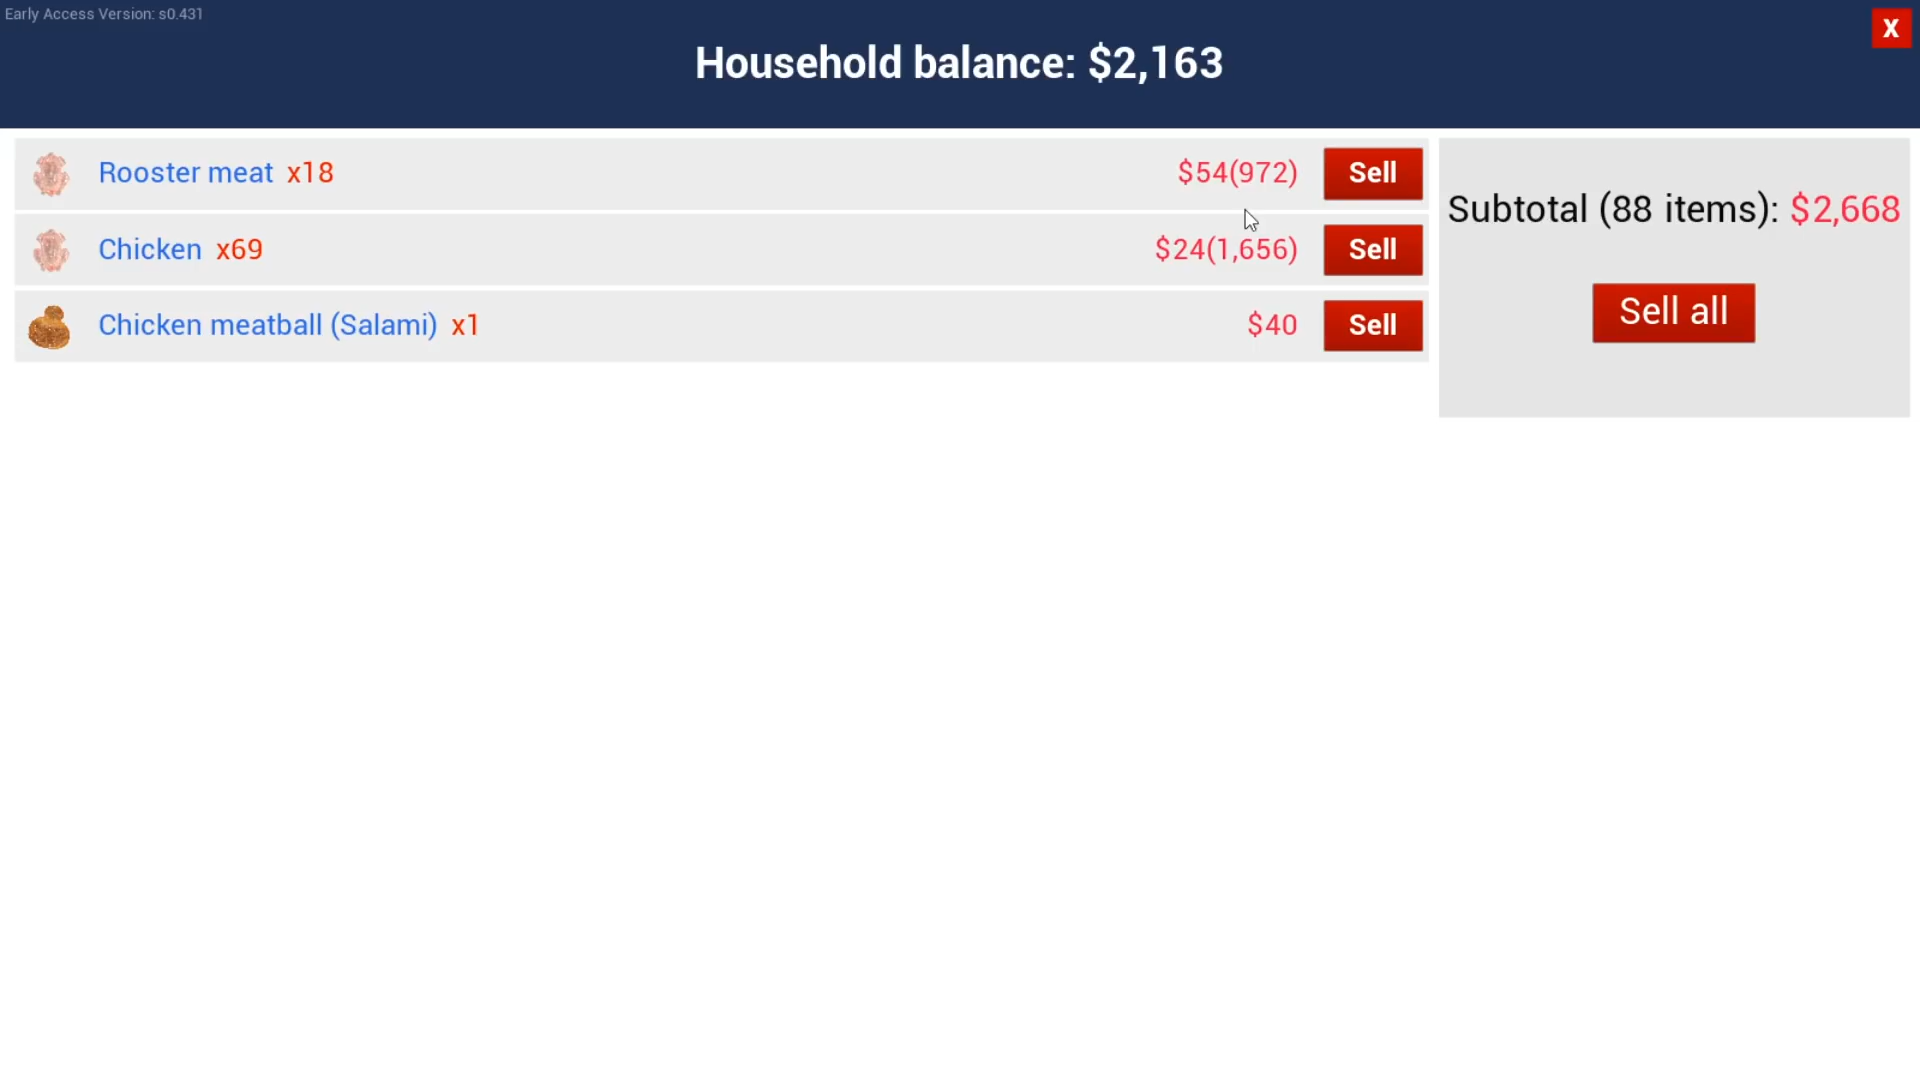 Early Access Version: s0.431
X
Household balance: $2,163
Rooster meat x18 $54(972) Sell
Chicken x69 $24(1,656) Sell
Chicken meatball (Salami) x1 $40 Sell
Subtotal (88 items): $2,668
Sell all